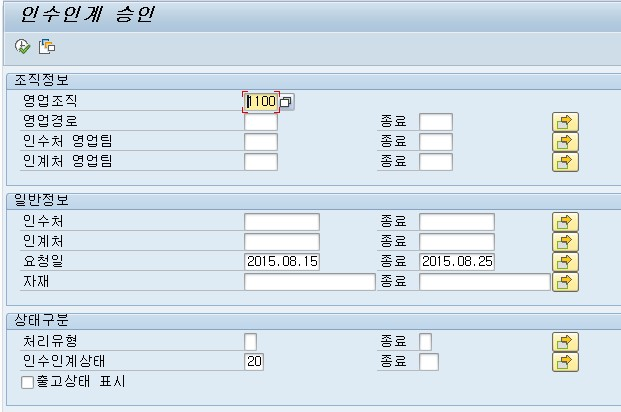 인수인계 승인
조직정보
영업조직 1100
영업경로 종료
인수처 영업팀 종료
인계처 영업팀 종료
일반정보
인수처 종료
인계처 종료
요청일 2015.08.15 종료 2015.08.25
자재 종료
상태구분
처리유형 종료
인수인계상태 20 종료
출고상태 표시